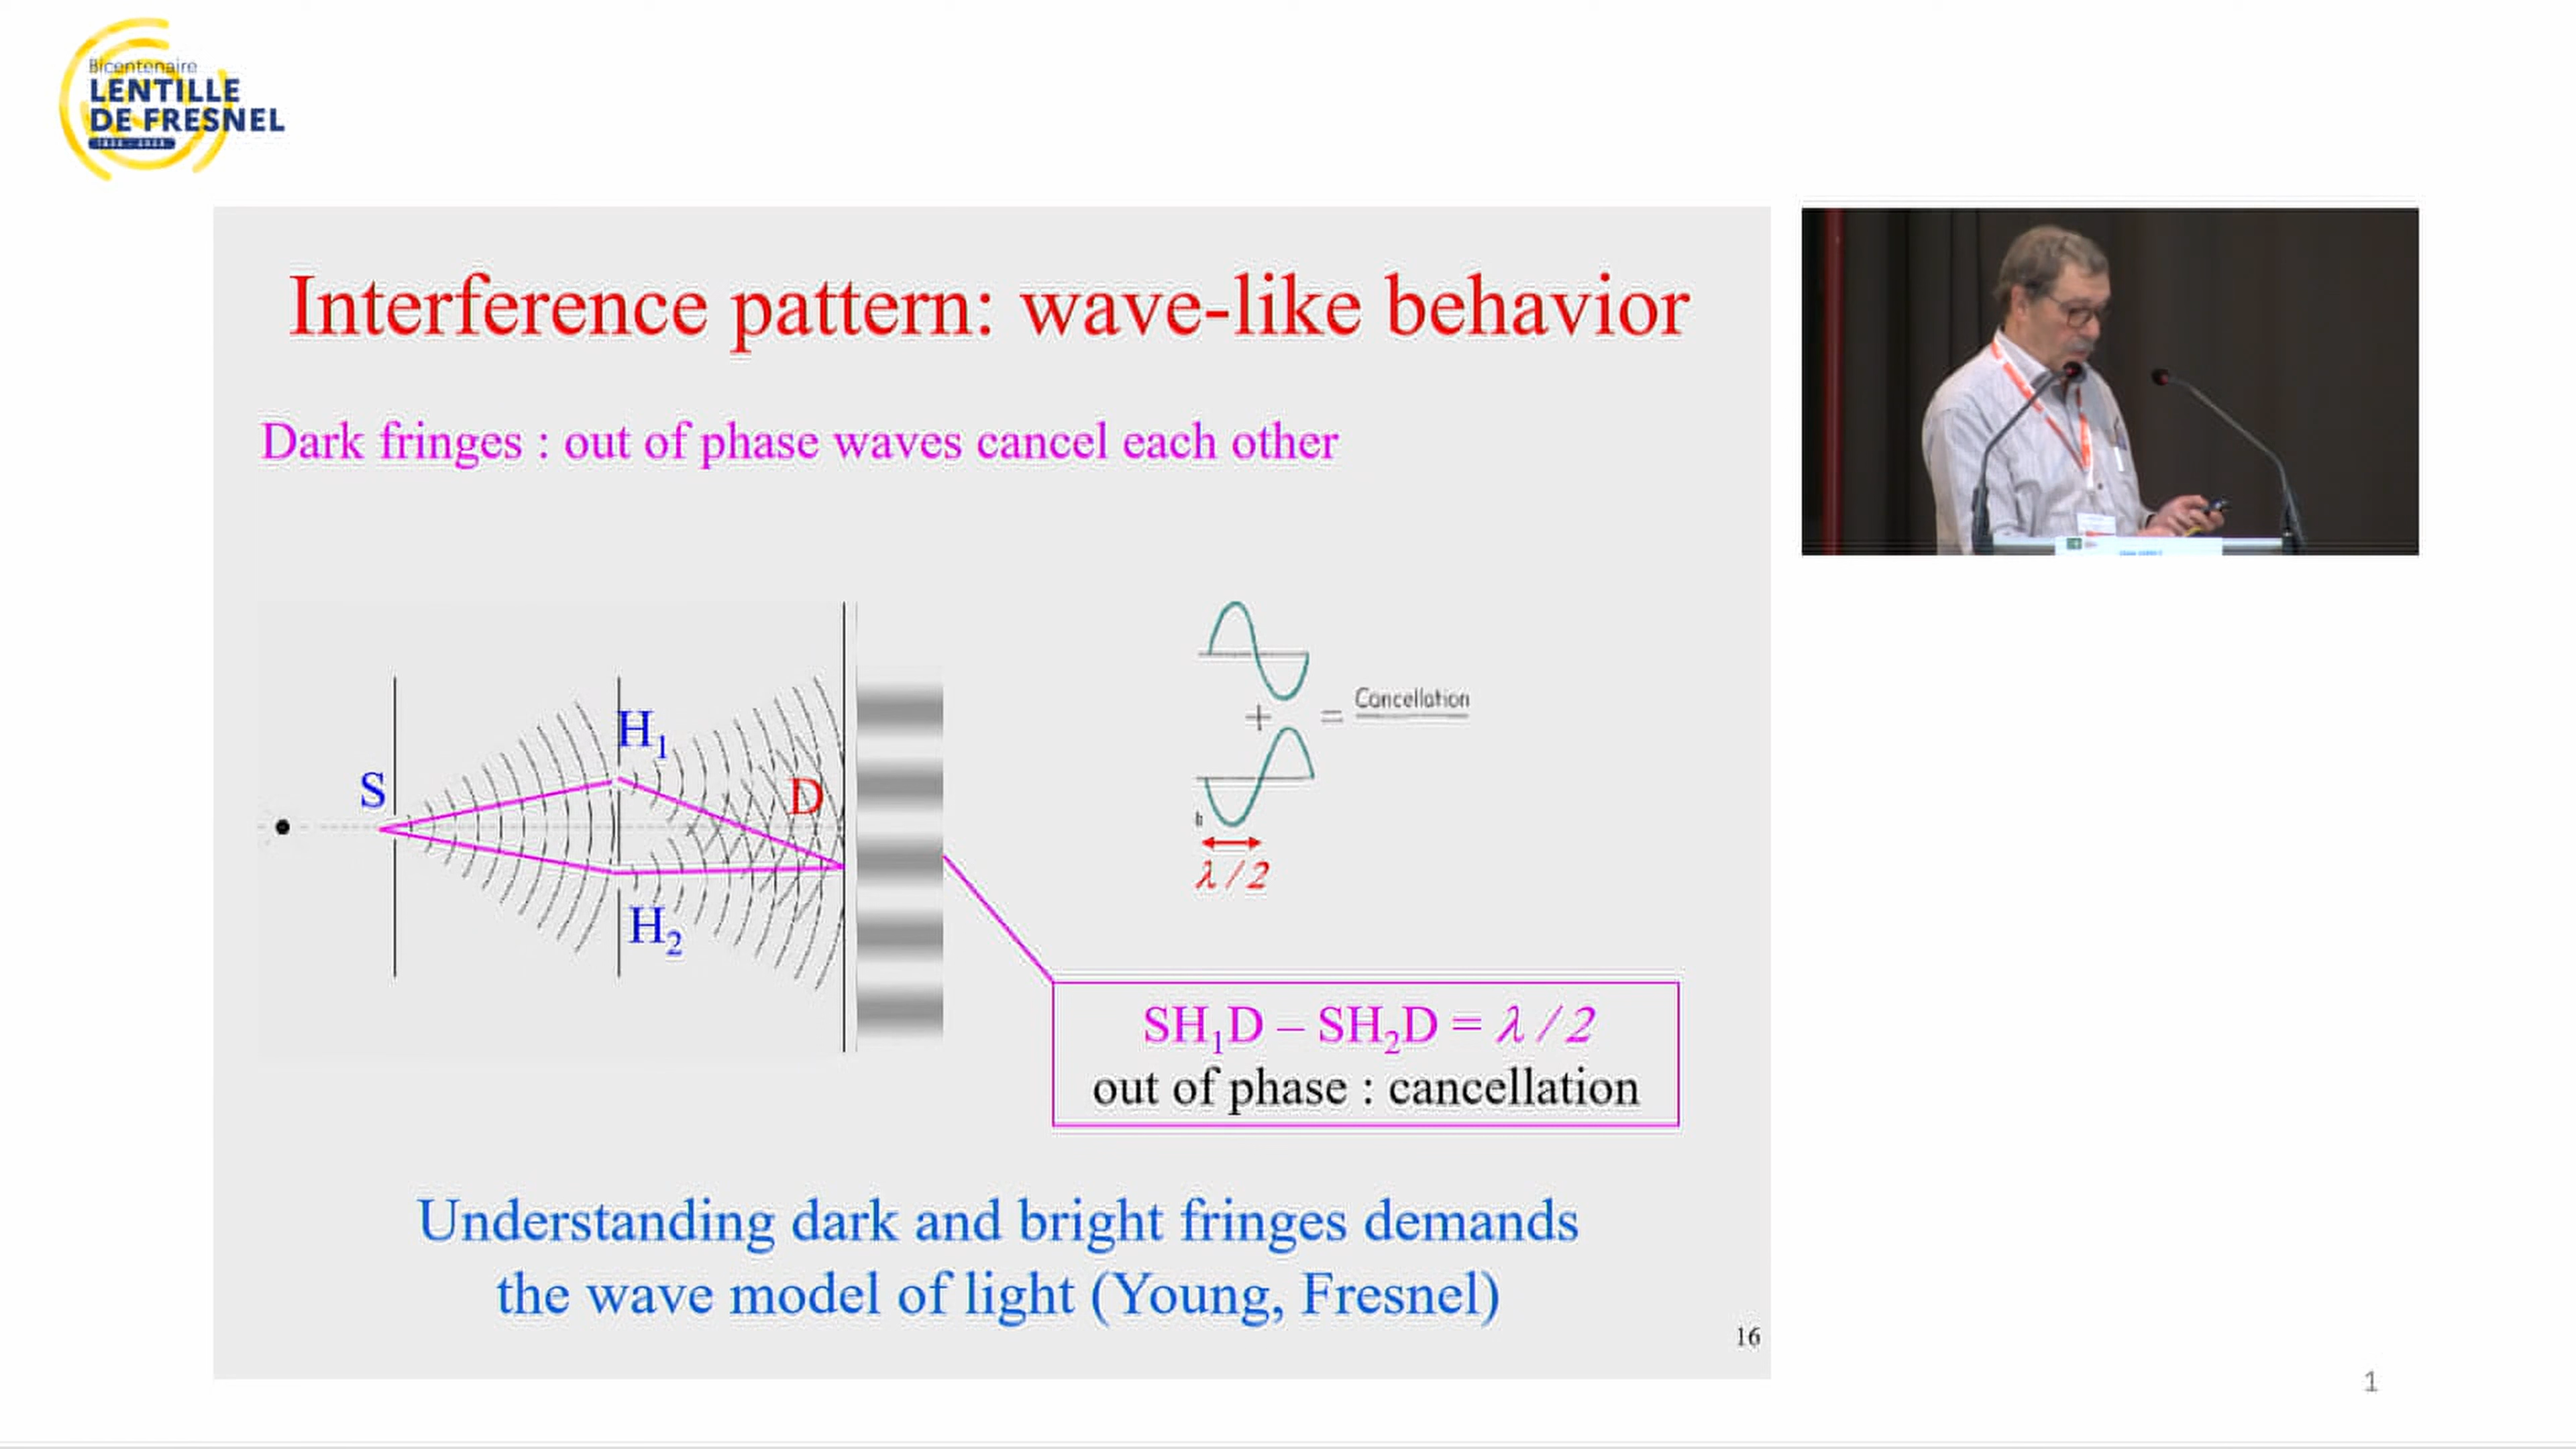 Bicentenaire
LENTILLE
DE FRESNEL
Interference pattern: wave-like behavior
Dark fringes : out of phase waves cancel each other
H1
S
D
H2
+ = Cancellation
λ / 2
SH1D – SH2D = λ / 2
out of phase : cancellation
Understanding dark and bright fringes demands
the wave model of light (Young, Fresnel)
16
1